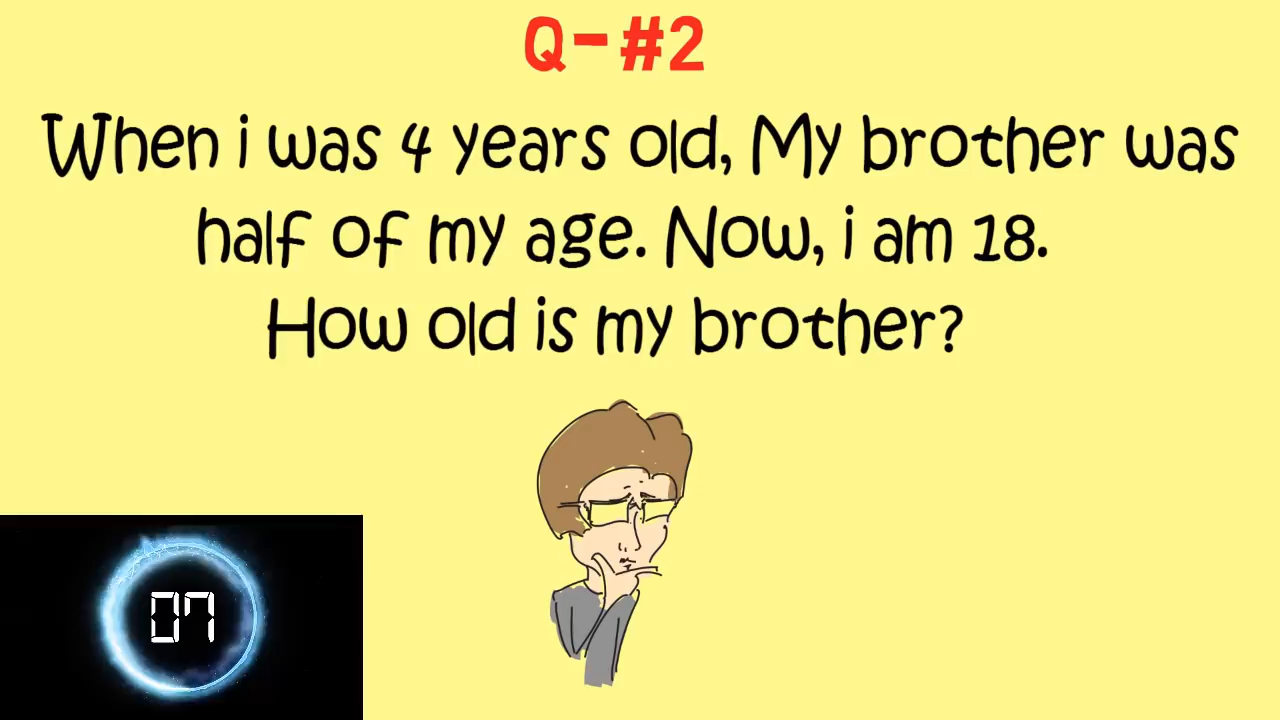 Q-#2
When i was 4 years old, My brother was
half of my age. Now, i am 18.
How old is my brother?
07